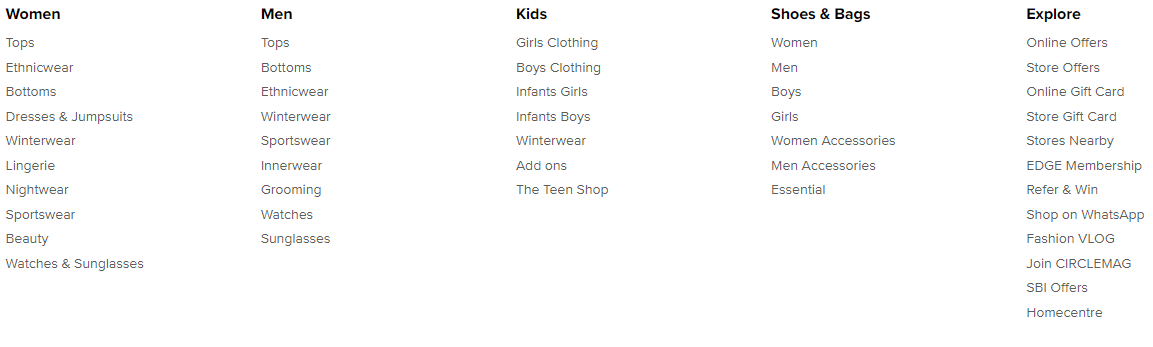 Women
Tops
Ethnicwear
Bottoms
Dresses & Jumpsuits
Winterwear
Lingerie
Nightwear
Sportswear
Beauty
Watches & Sunglasses
Men
Tops
Bottoms
Ethnicwear
Winterwear
Sportswear
Innerwear
Grooming
Watches
Sunglasses
Kids
Girls Clothing
Boys Clothing
Infants Girls
Infants Boys
Winterwear
Add ons
The Teen Shop
Shoes & Bags
Women
Men
Boys
Girls
Women Accessories
Men Accessories
Essential
Explore
Online Offers
Store Offers
Online Gift Card
Store Gift Card
Stores Nearby
EDGE Membership
Refer & Win
Shop on WhatsApp
Fashion VLOG
Join CIRCLEMAG
SBI Offers
Homecentre